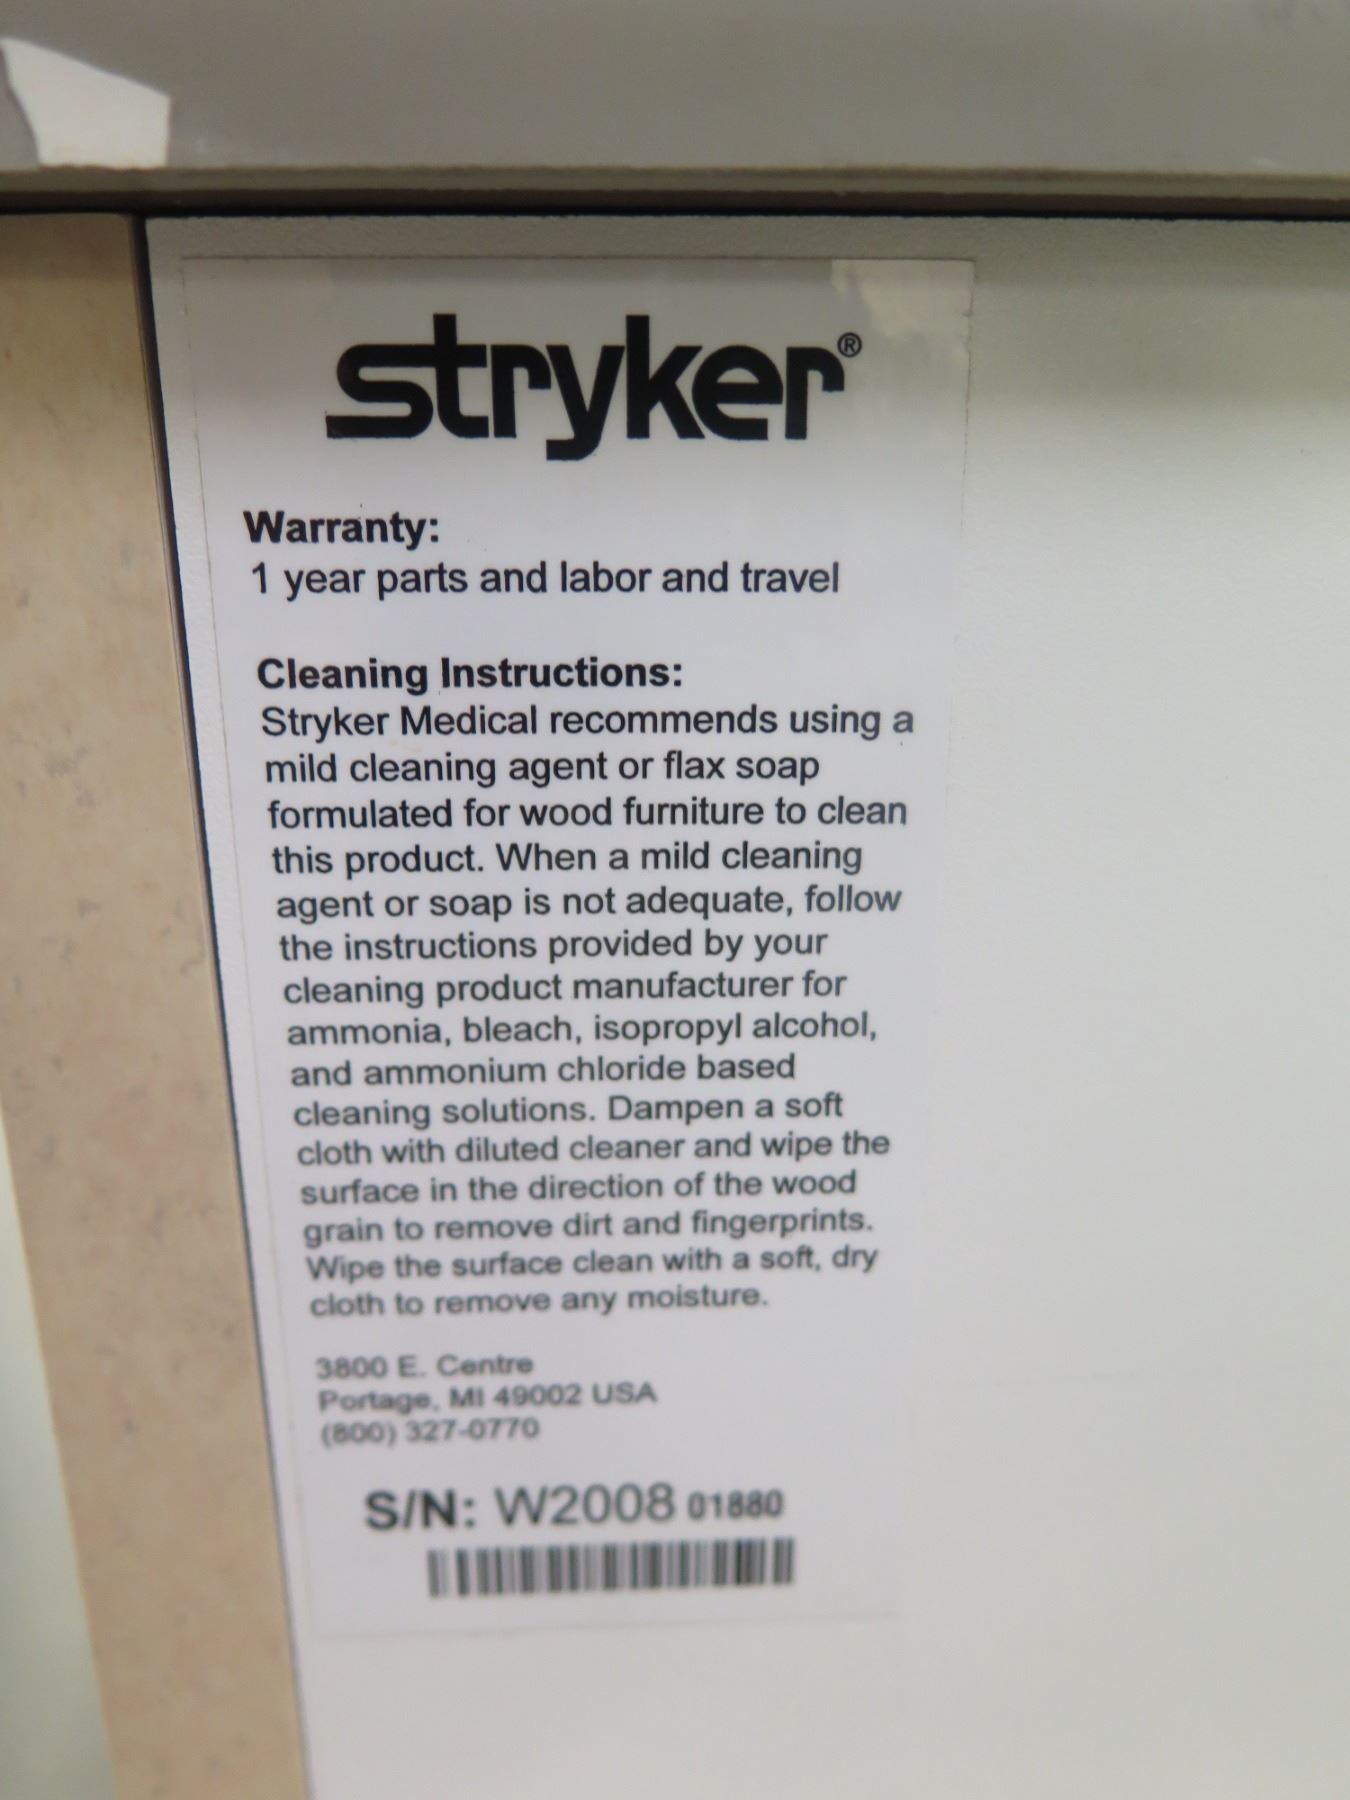 stryker®
Warranty:
1 year parts and labor and travel
Cleaning Instructions:
Stryker Medical recommends using a
mild cleaning agent or flax soap
formulated for wood furniture to clean
this product. When a mild cleaning
agent or soap is not adequate, follow
the instructions provided by your
cleaning product manufacturer for
ammonia, bleach, isopropyl alcohol,
and ammonium chloride based
cleaning solutions. Dampen a soft
cloth with diluted cleaner and wipe the
surface in the direction of the wood
grain to remove dirt and fingerprints.
Wipe the surface clean with a soft, dry
cloth to remove any moisture.
3800 E. Centre
Portage, MI 49002 USA
(800) 327-0770
S/N: W2008 01880